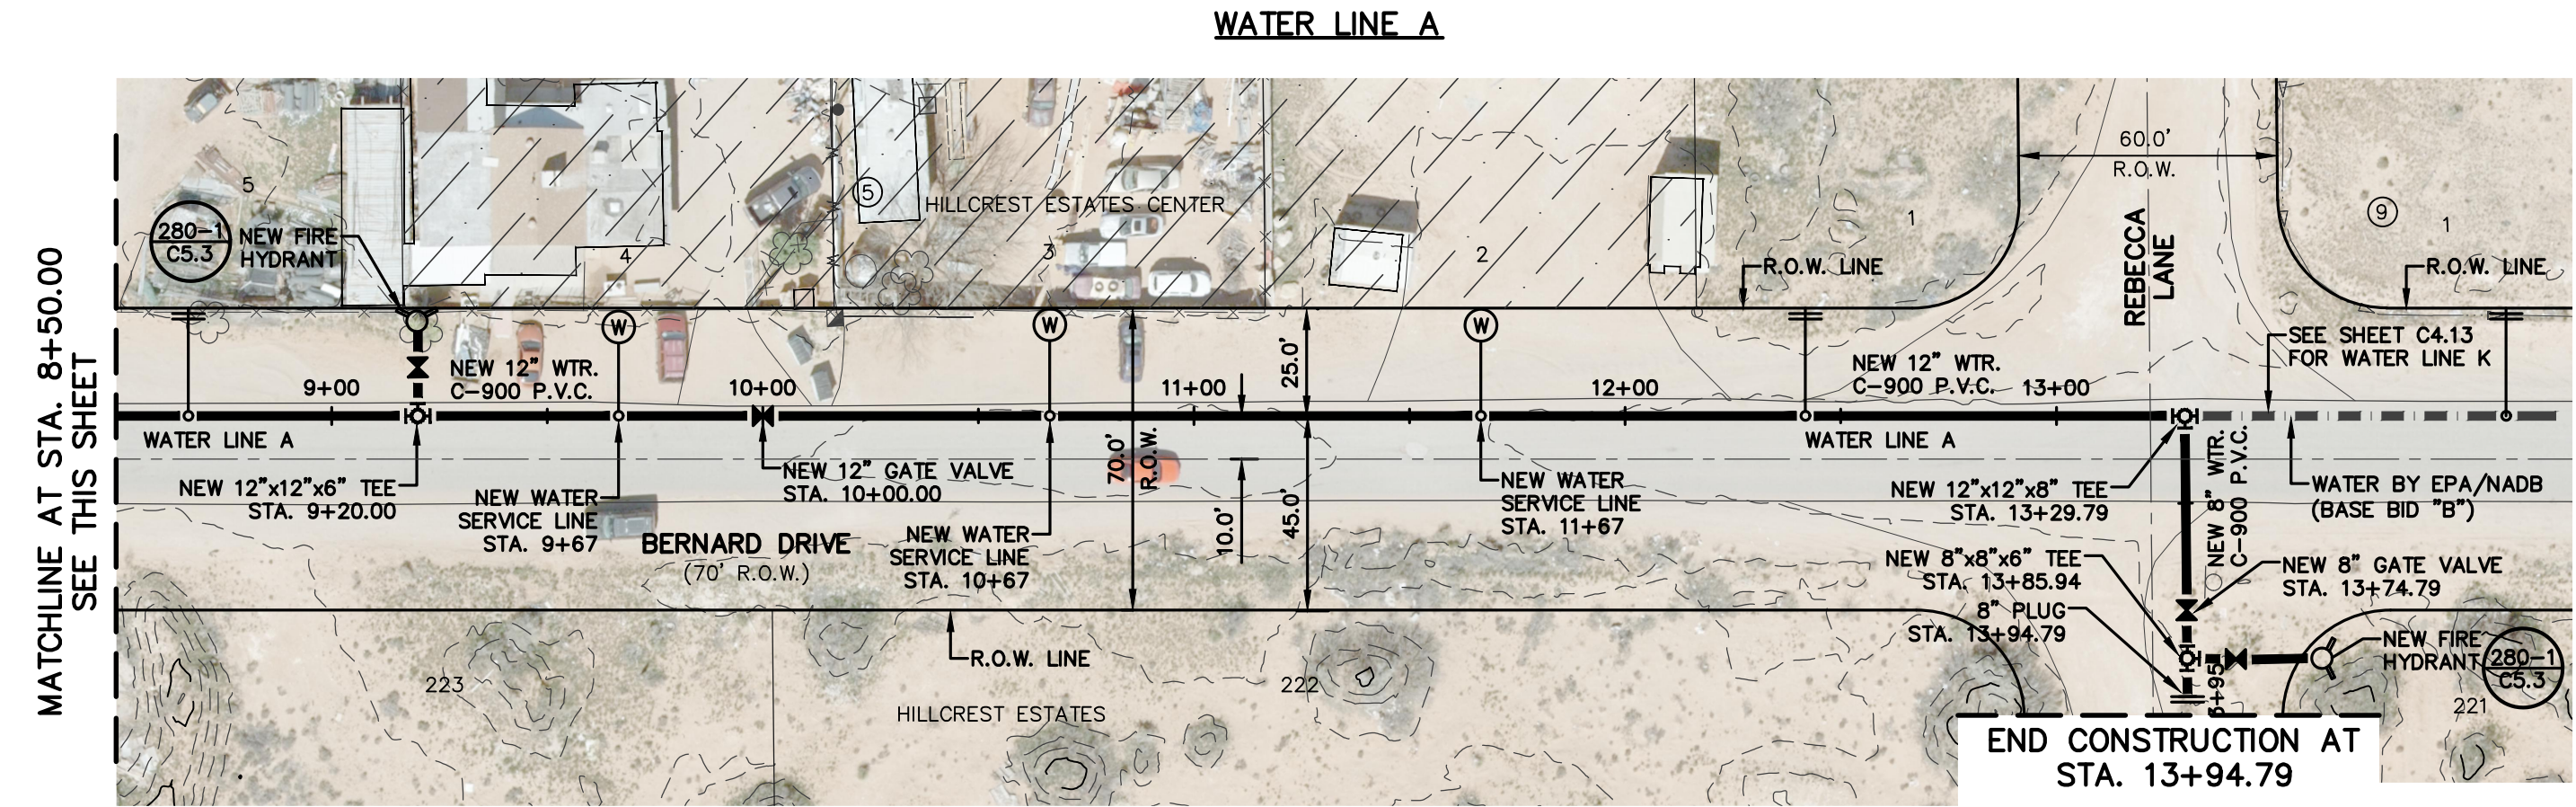 WATER LINE A
MATCHLINE AT STA. 8+50.00
SEE THIS SHEET
5
280-1
C5.3
NEW FIRE
HYDRANT
4
5
HILLCREST ESTATES CENTER
3
2
1
R.O.W. LINE
60.0'
R.O.W.
REBECCA
LANE
9
1
R.O.W. LINE
W
W
W
25.0'
SEE SHEET C4.13
FOR WATER LINE K
NEW 12" WTR.
C-900 P.V.C.
NEW 12" WTR.
C-900 P.V.C.
9+00
10+00
11+00
12+00
13+00
WATER LINE A
WATER LINE A
70.0'
R.O.W.
10.0'
45.0'
NEW 12"x12"x6" TEE
STA. 9+20.00
NEW WATER
SERVICE LINE
STA. 9+67
NEW 12" GATE VALVE
STA. 10+00.00
NEW WATER
SERVICE LINE
STA. 10+67
NEW WATER
SERVICE LINE
STA. 11+67
NEW 12"x12"x8" TEE
STA. 13+29.79
NEW 8" WTR.
C-900 P.V.C.
WATER BY EPA/NADB
(BASE BID "B")
BERNARD DRIVE
(70' R.O.W.)
NEW 8"x8"x6" TEE
STA. 13+85.94
NEW 8" GATE VALVE
STA. 13+74.79
8" PLUG
STA. 13+94.79
R.O.W. LINE
NEW FIRE
HYDRANT
280-1
C5.3
3+95
223
222
221
HILLCREST ESTATES
END CONSTRUCTION AT
STA. 13+94.79